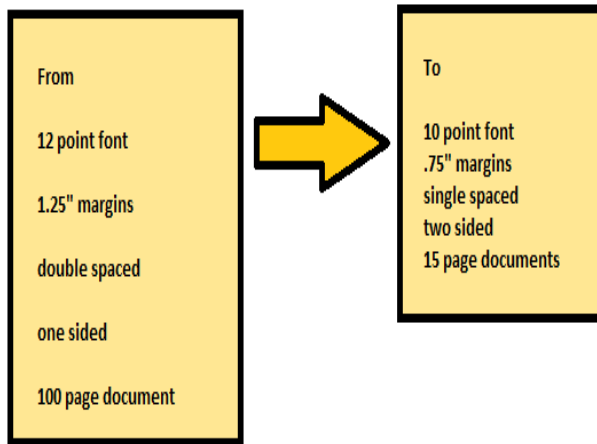 From
12 point font
1.25" margins
double spaced
one sided
100 page document
To
10 point font
.75" margins
single spaced
two sided
15 page documents